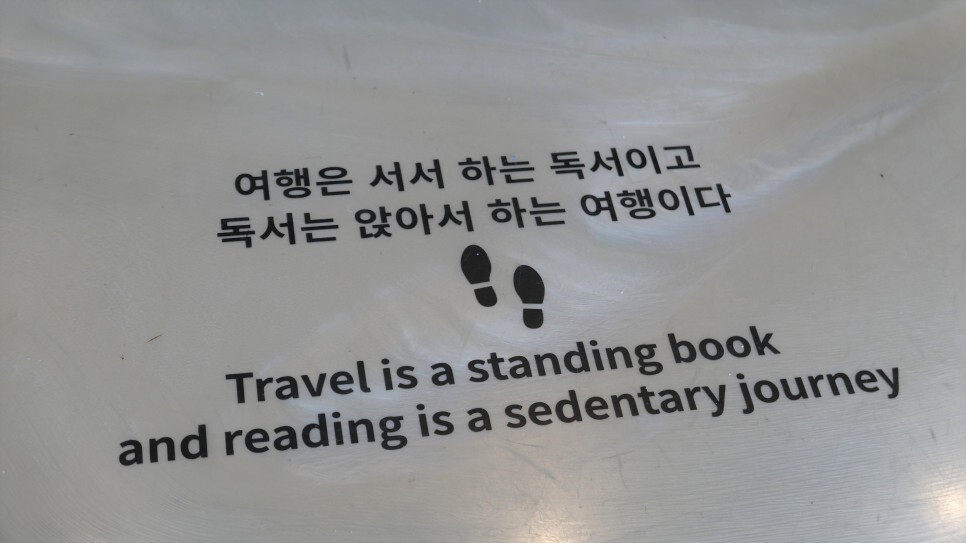 여행은 서서 하는 독서이고
독서는 앉아서 하는 여행이다
Travel is a standing book
and reading is a sedentary journey